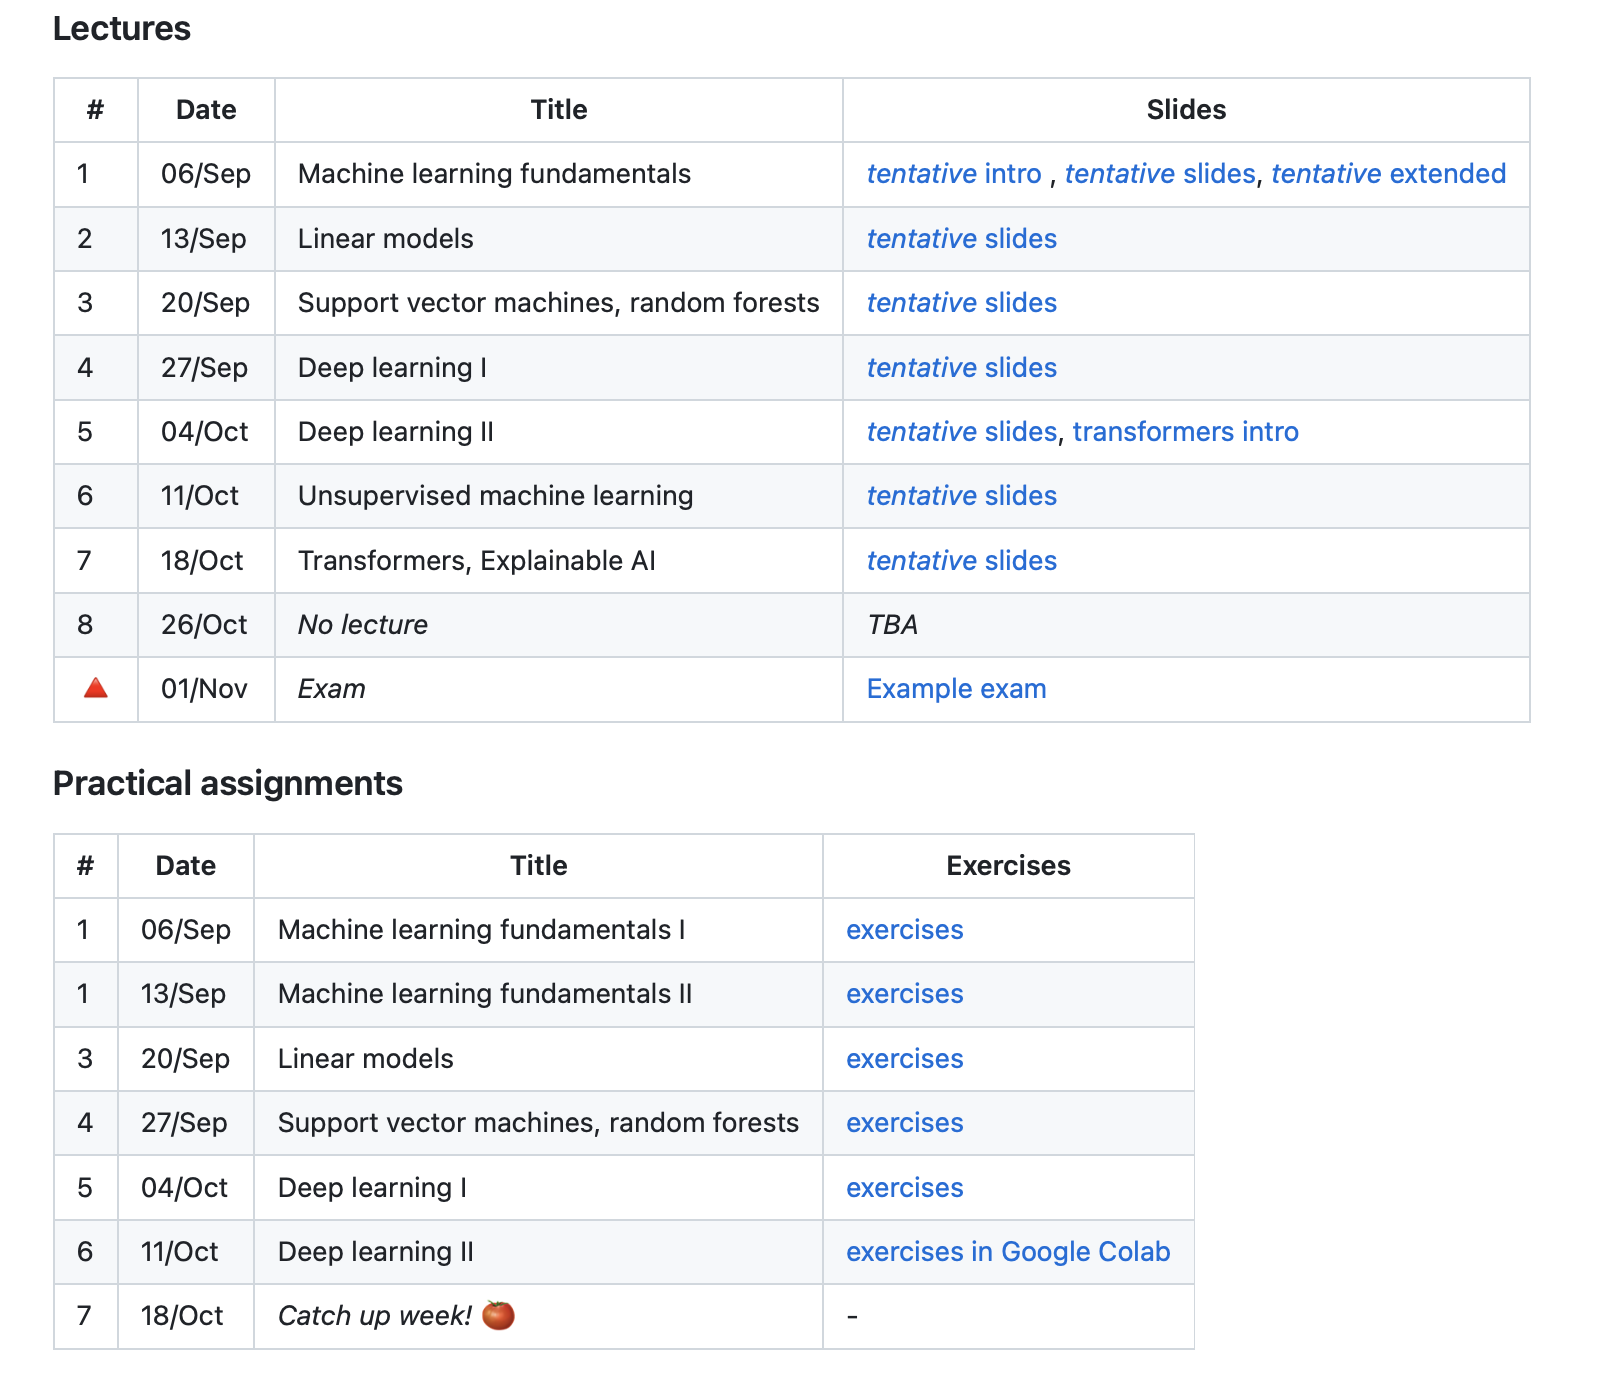 Lectures
# Date Title Slides
1 06/Sep Machine learning fundamentals tentative intro , tentative slides, tentative extended
2 13/Sep Linear models tentative slides
3 20/Sep Support vector machines, random forests tentative slides
4 27/Sep Deep learning I tentative slides
5 04/Oct Deep learning II tentative slides, transformers intro
6 11/Oct Unsupervised machine learning tentative slides
7 18/Oct Transformers, Explainable AI tentative slides
8 26/Oct No lecture TBA
🔺 01/Nov Exam Example exam
Practical assignments
# Date Title Exercises
1 06/Sep Machine learning fundamentals I exercises
1 13/Sep Machine learning fundamentals II exercises
3 20/Sep Linear models exercises
4 27/Sep Support vector machines, random forests exercises
5 04/Oct Deep learning I exercises
6 11/Oct Deep learning II exercises in Google Colab
7 18/Oct Catch up week! 🍅 -